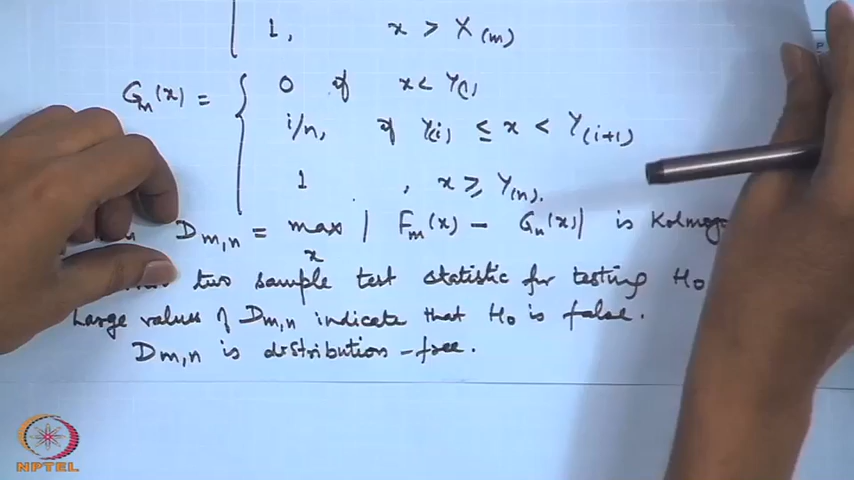 1, x > X(m)
Gn(x) = { 0 if x < Y(1)
i/n, if Y(i) ≤ x < Y(i+1)
1 , x ≥ Y(n).
Dm,n = max x | Fm(x) - Gn(x)| is
two sample test statistic for testing H0
Large values of Dm,n indicate that H0 is false.
Dm,n is distribution-free.
NPTEL